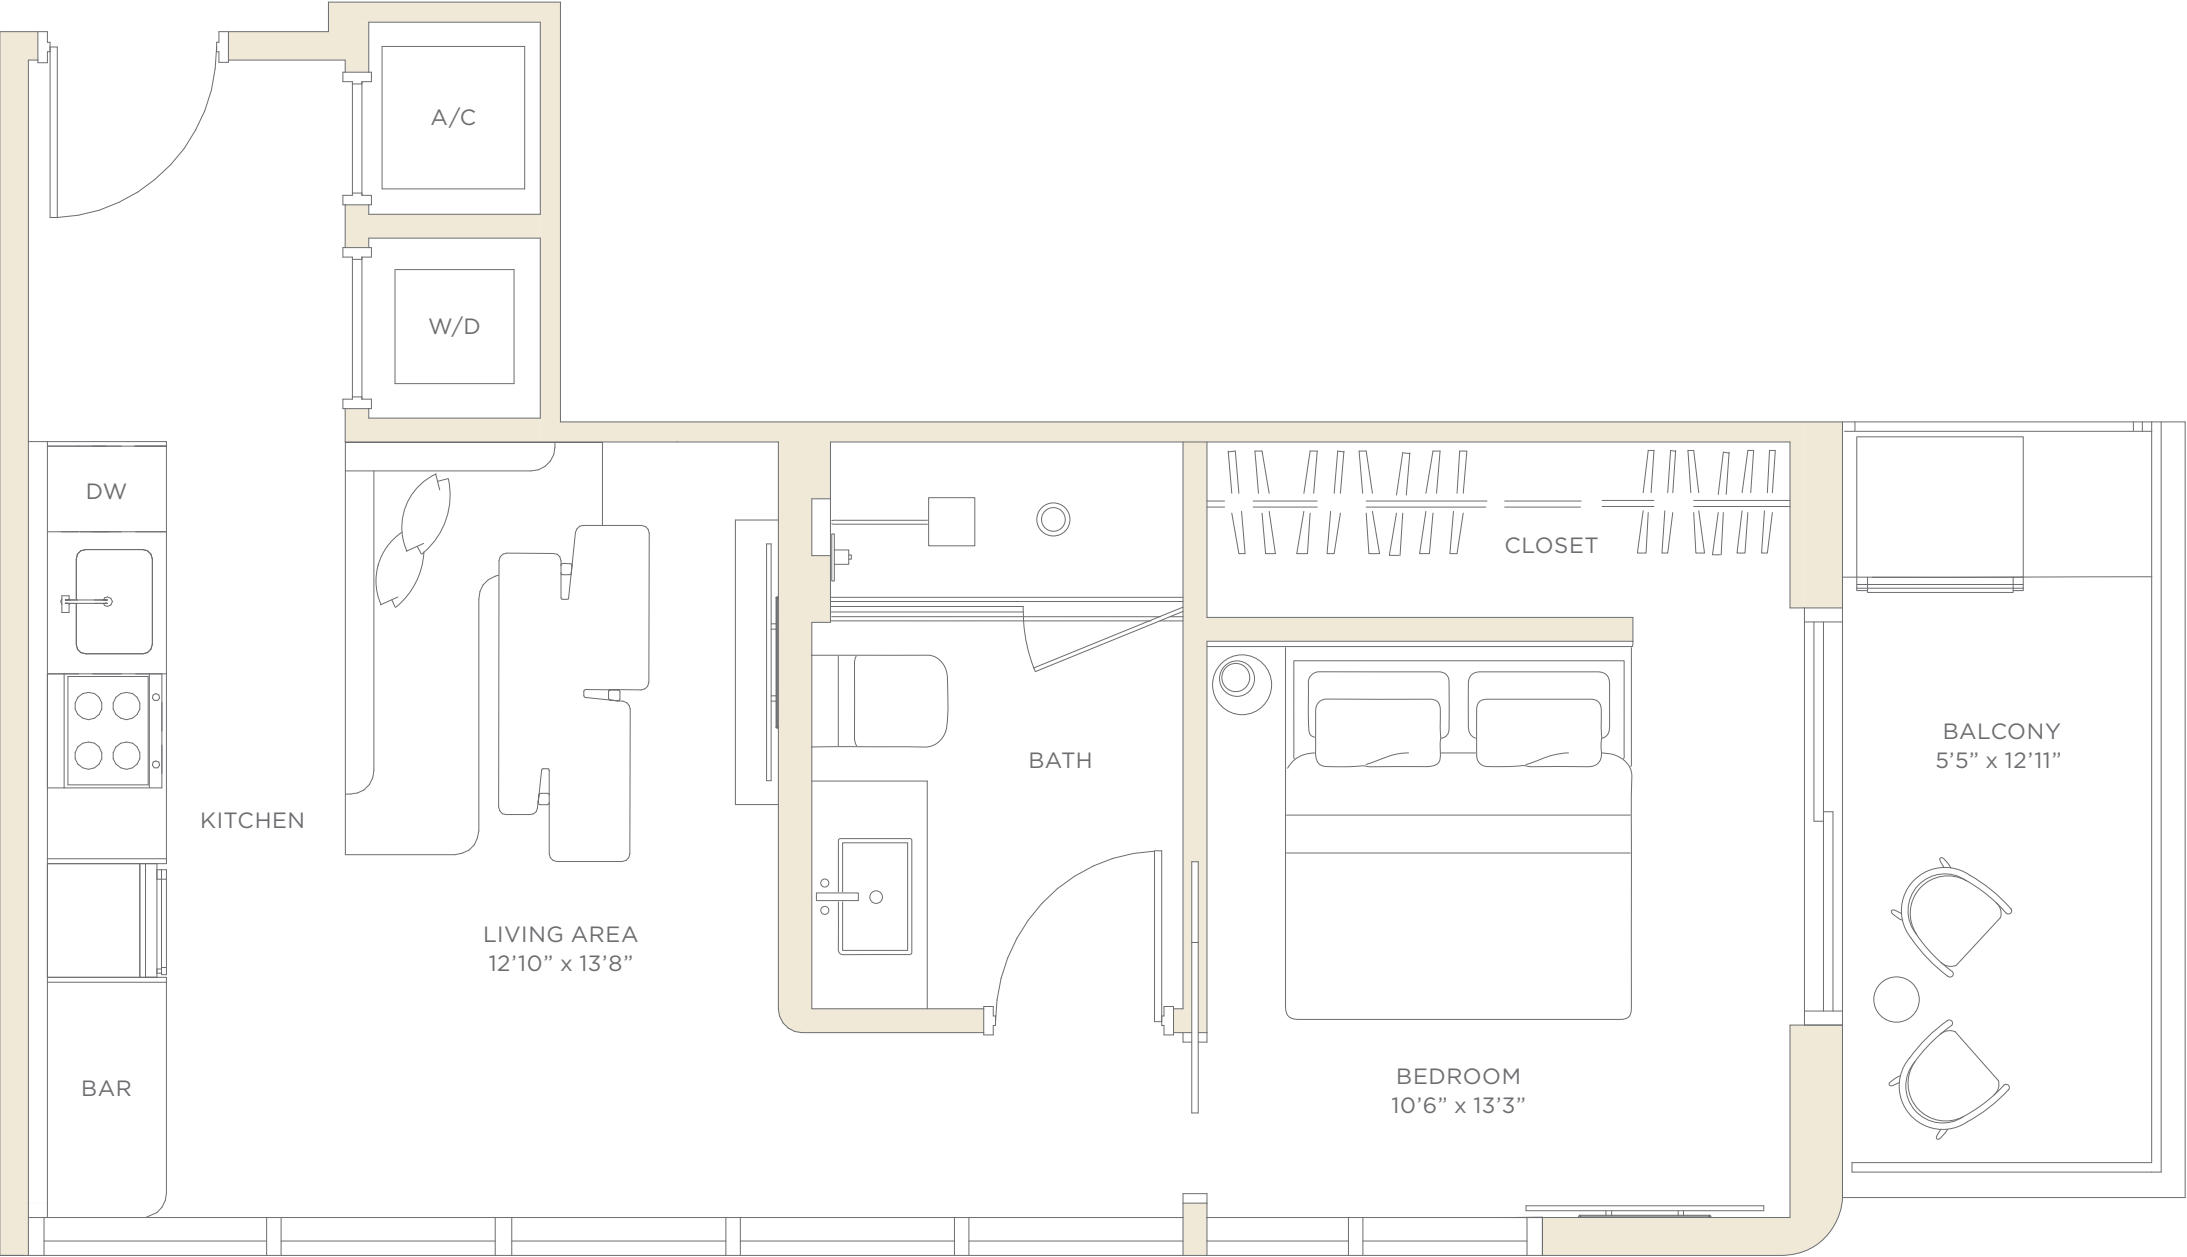 A/C
W/D
DW
CLOSET
BALCONY
5’5” x 12’11”
BATH
KITCHEN
LIVING AREA
12’10” x 13’8”
BAR
BEDROOM
10’6” x 13’3”